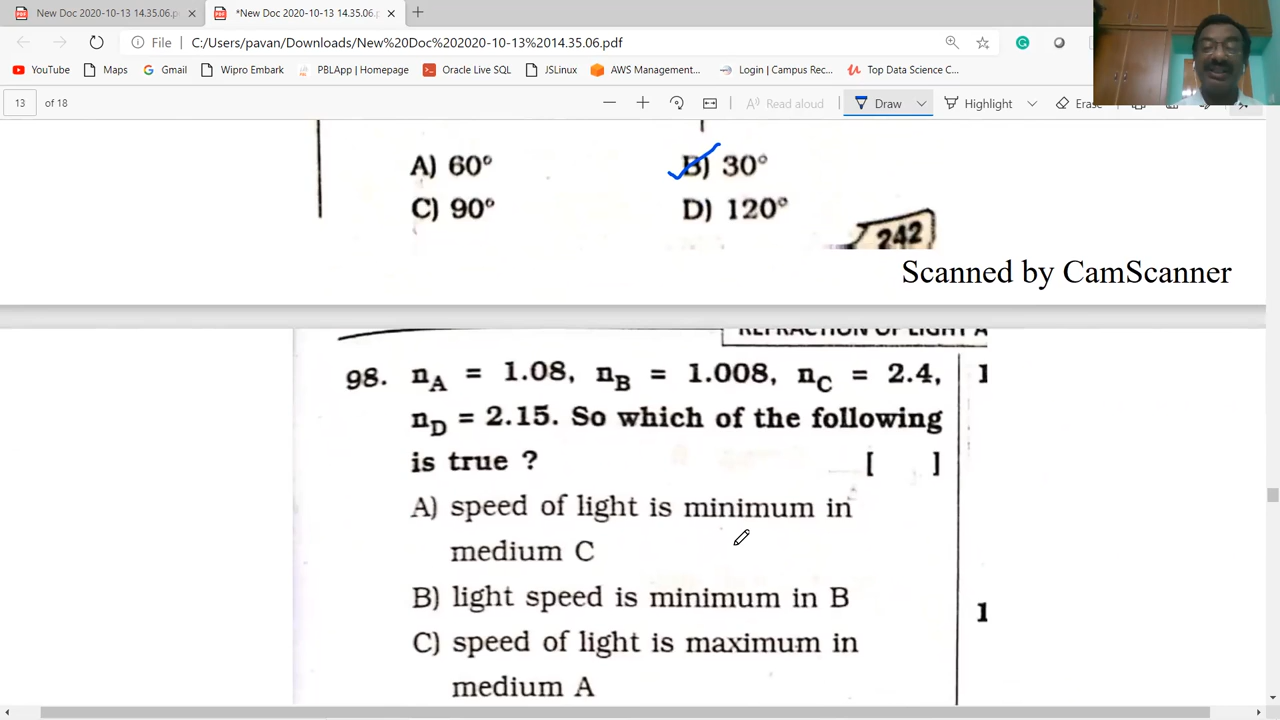 New Doc 2020-10-13 14.35.06.p
*New Doc 2020-10-13 14.35.06.
File C:/Users/pavan/Downloads/New%20Doc%202020-10-13%2014.35.06.pdf
YouTube Maps Gmail Wipro Embark PBLApp | Homepage Oracle Live SQL JSLinux AWS Management... Login | Campus Rec... Top Data Science C...
13 of 18 Read aloud Draw Highlight Erase
A) 60° B) 30°
C) 90° D) 120°
242
Scanned by CamScanner
REFRACTION OF LIGHT A
98. nA = 1.08, nB = 1.008, nC = 2.4,
nD = 2.15. So which of the following
is true ? [ ]
A) speed of light is minimum in
medium C
B) light speed is minimum in B
C) speed of light is maximum in
medium A
1
1